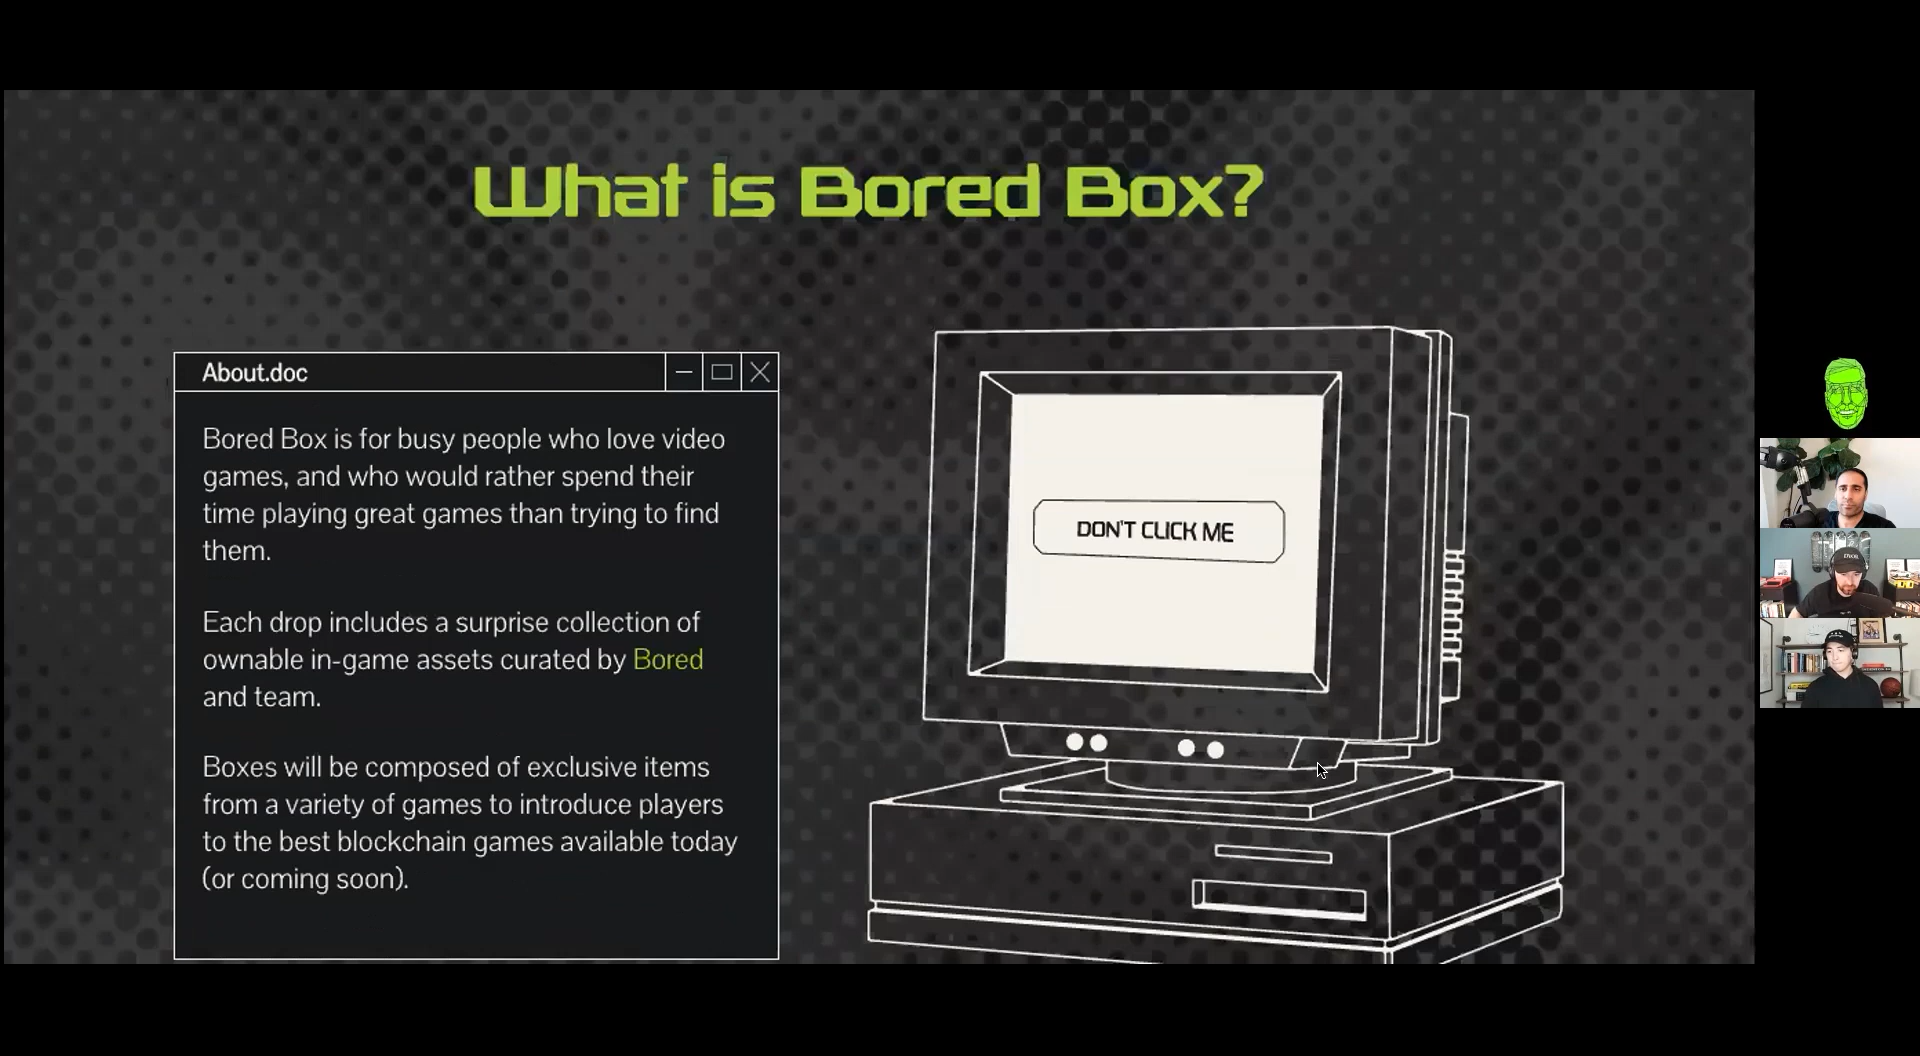 What is Bored Box?
About.doc
Bored Box is for busy people who love video
games, and who would rather spend their
time playing great games than trying to find
them.
Each drop includes a surprise collection of
ownable in-game assets curated by Bored
and team.
Boxes will be composed of exclusive items
from a variety of games to introduce players
to the best blockchain games available today
(or coming soon).
DON'T CLICK ME